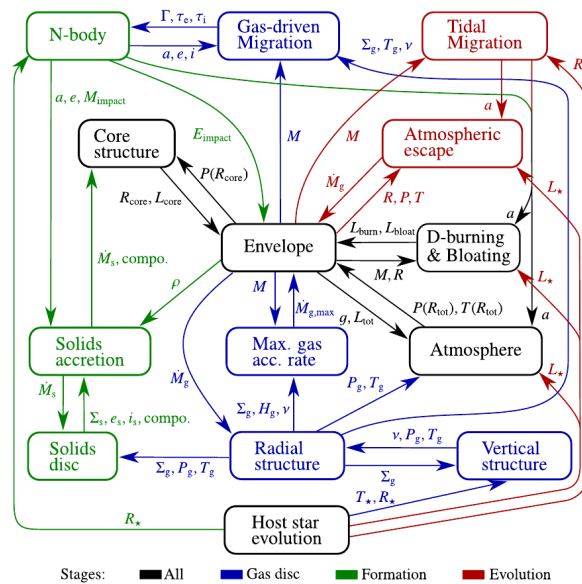 N-body
Γ, τe, τi
a, e, i
Gas-driven
Migration
Σg, Tg, ν
Tidal
Migration
R
a, e, Mimpact
Eimpact
M
M
a
Core
structure
P(Rcore)
Rcore, Lcore
Atmospheric
escape
Ṁg
R, P, T
L⋆
Ṁs, compo.
Envelope
Lburn, Lbloat
M, R
D-burning
& Bloating
a
L⋆
ρ
M
Ṁg,max
g, Ltot
P(Rtot), T(Rtot)
a
Solids
accretion
Ṁg
Max. gas
acc. rate
Atmosphere
L⋆
Ṁs
Σs, es, is, compo.
Σg, Hg, ν
Pg, Tg
Solids
disc
Σg, Pg, Tg
Radial
structure
ν, Pg, Tg
Σg
Vertical
structure
T⋆, R⋆
R⋆
Host star
evolution
Stages: All Gas disc Formation Evolution